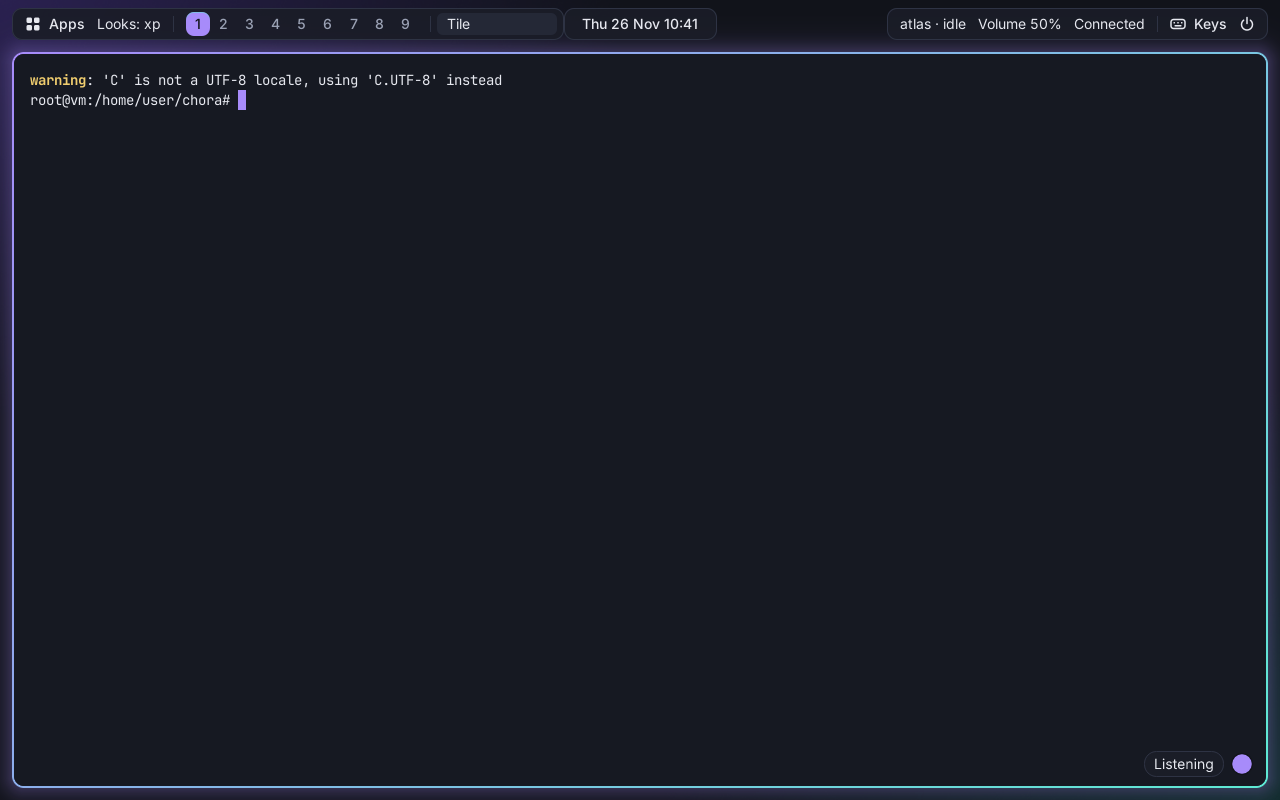 Apps Looks: xp 1 2 3 4 5 6 7 8 9 Tile Thu 26 Nov 10:41 atlas · idle Volume 50% Connected Keys
warning: 'C' is not a UTF-8 locale, using 'C.UTF-8' instead
root@vm:/home/user/chora#
Listening